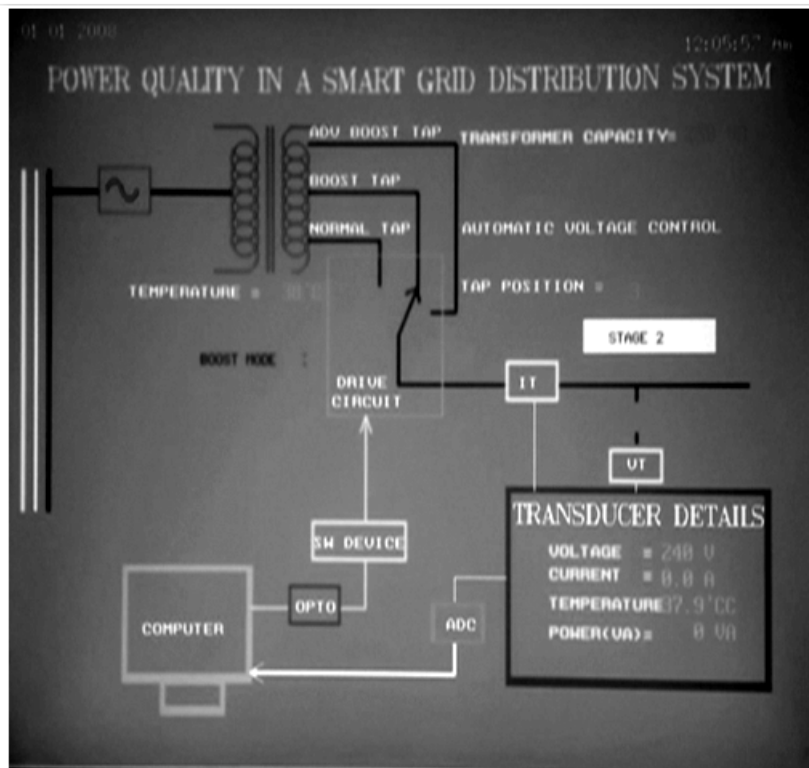 01 01 2008
12:05:57
POWER QUALITY IN A SMART GRID DISTRIBUTION SYSTEM
ADV BOOST TAP
TRANSFORMER CAPACITY=
BOOST TAP
NORMAL TAP
AUTOMATIC VOLTAGE CONTROL
TEMPERATURE =
TAP POSITION = 3
STAGE 2
BOOST MODE :
DRIVE
CIRCUIT
IT
VT
TRANSDUCER DETAILS
VOLTAGE = 240 V
CURRENT = 0.0 A
TEMPERATURE37.9'CC
POWER(VA)= 0 VA
SW DEVICE
OPTO
ADC
COMPUTER